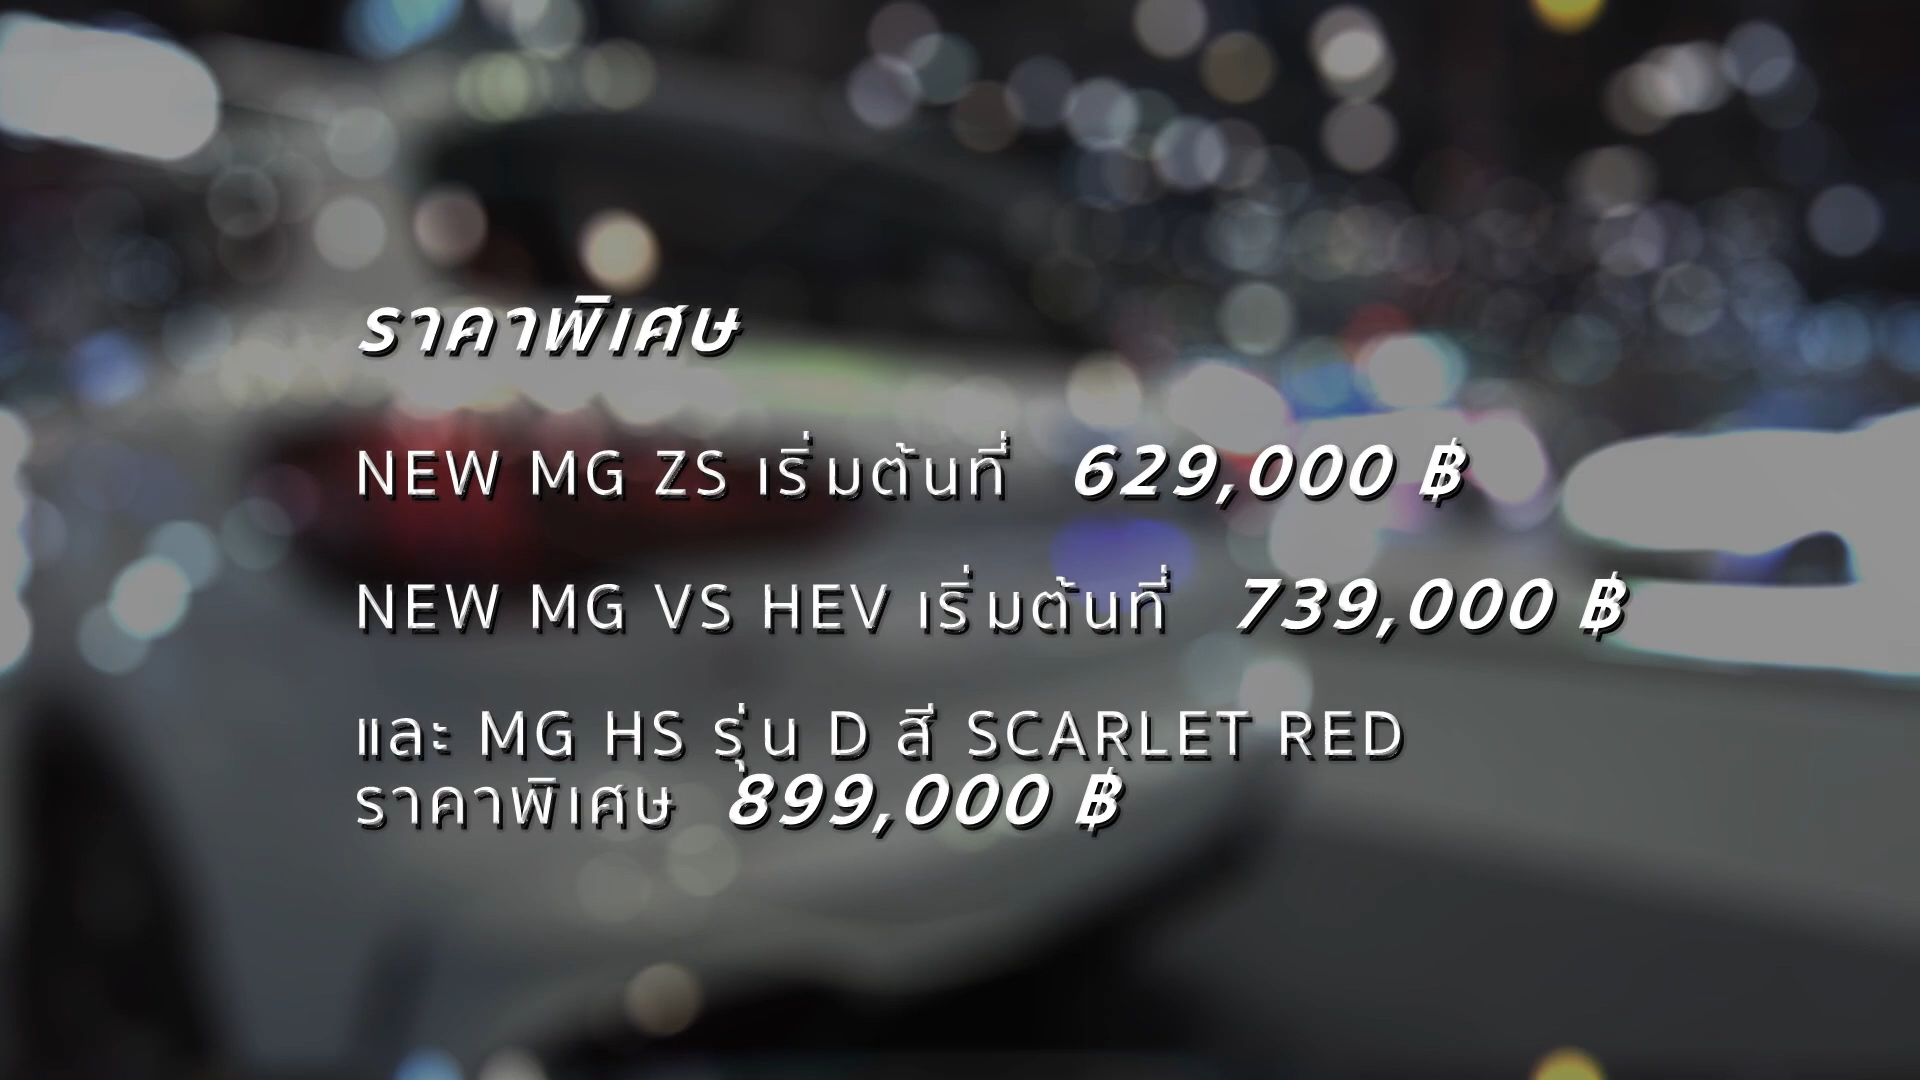 ราคาพิเศษ
NEW MG ZS เริ่มต้นที่ 629,000 ฿
NEW MG VS HEV เริ่มต้นที่ 739,000 ฿
และ MG HS รุ่น D สี SCARLET RED
ราคาพิเศษ 899,000 ฿